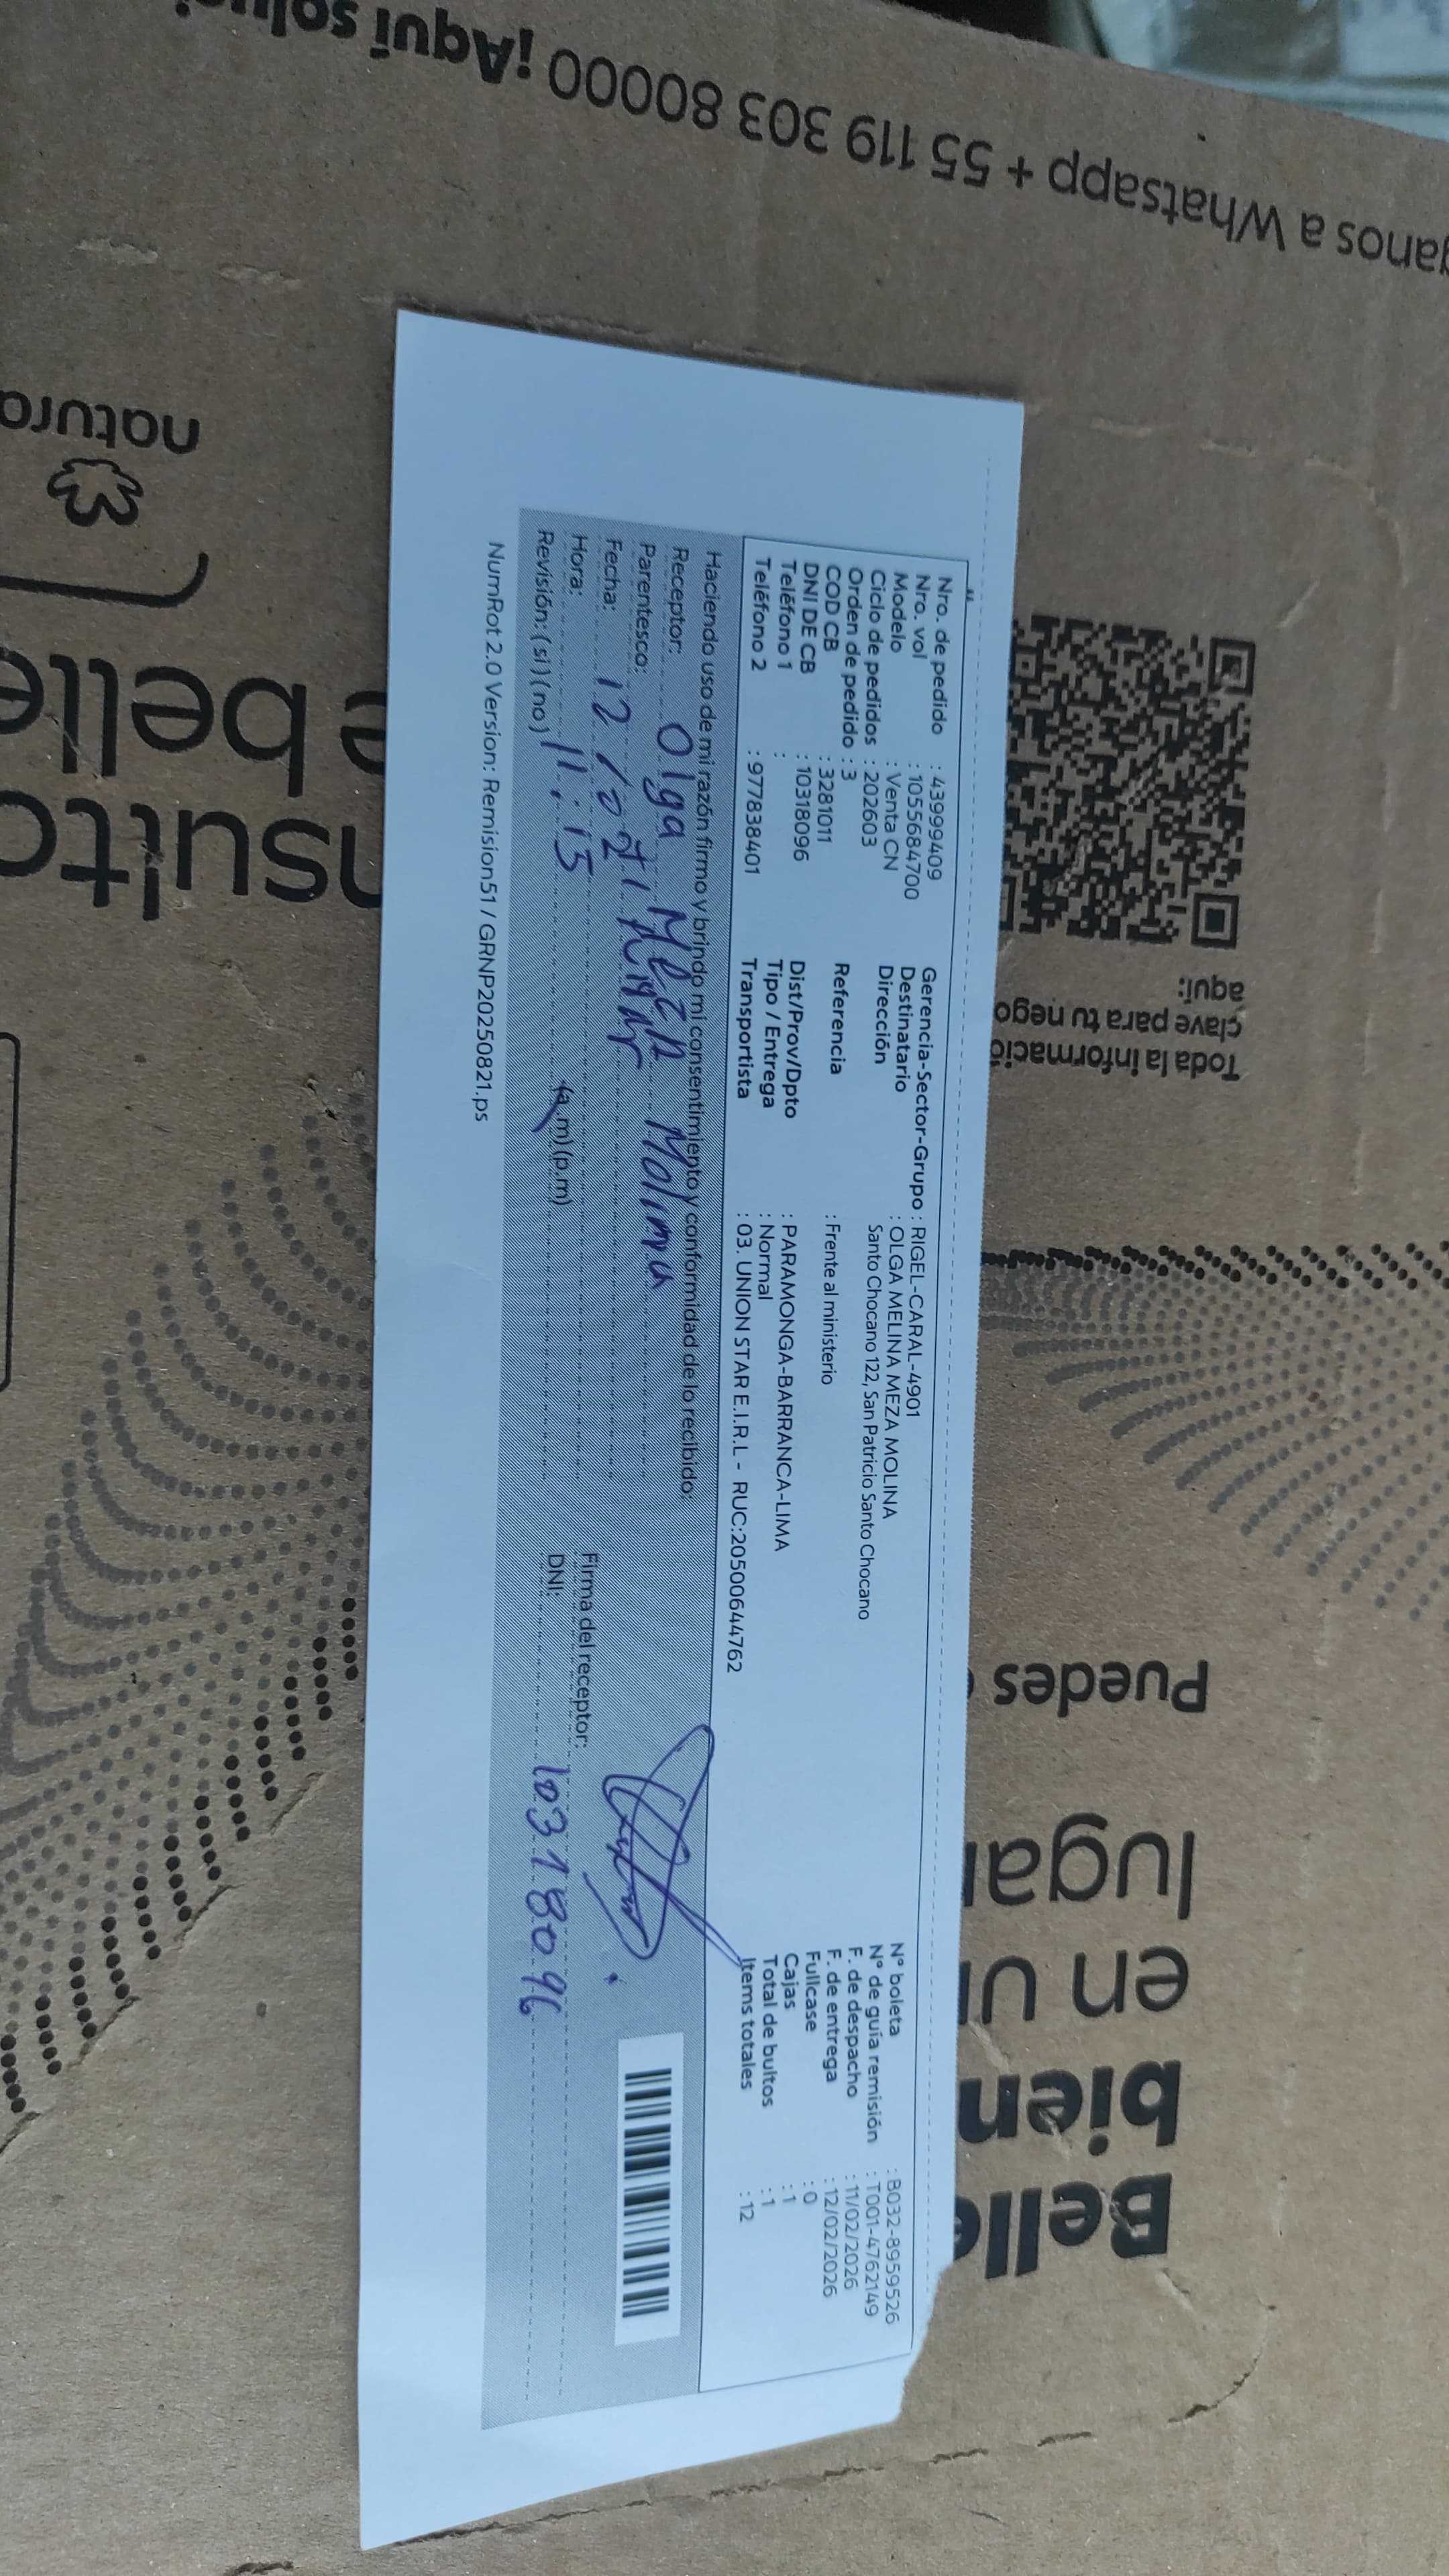 Nro. de pedido : 439999409
Nro. vol : 1055684700
Modelo : Venta CN
Ciclo de pedidos : 202603
Orden de pedido : 3
COD CB : 3281011
DNI DE CB : 10318096
Teléfono 1 :
Teléfono 2 : 977838401
Gerencia-Sector-Grupo : RIGEL-CARAL-4901
Destinatario : OLGA MELINA MEZA MOLINA
Dirección Santo Chocano 122, San Patricio Santo Chocano
Referencia : Frente al ministerio
Dist/Prov/Dpto : PARAMONGA-BARRANCA-LIMA
Tipo / Entrega : Normal
Transportista : 03. UNION STAR E.I.R.L - RUC:20500644762
N° boleta : B032-8959526
N° de guía remisión : T001-4762149
F. de despacho : 11/02/2026
F. de entrega : 12/02/2026
Fullcase : 0
Cajas : 1
Total de bultos : 1
Items totales : 12
Haciendo uso de mi razón firmo y brindo mi consentimiento y conformidad de lo recibido:
Receptor: Olga Meza Molina
Parentesco: titular
Fecha: 12/02
Hora: 11:15 (a.m) (p.m)
Revisión: (si) (no)
Firma del receptor:
DNI: 10318096
NumRot 2.0 Version: Remision51 / GRNP20250821.ps
ganos a Whatsapp + 55 119 303 80000 ¡Aquí
Toda la informació
clave para tu nego
aquí:
Puedes
Belle
bien
en un
lugar
nsulto
e belle
natura